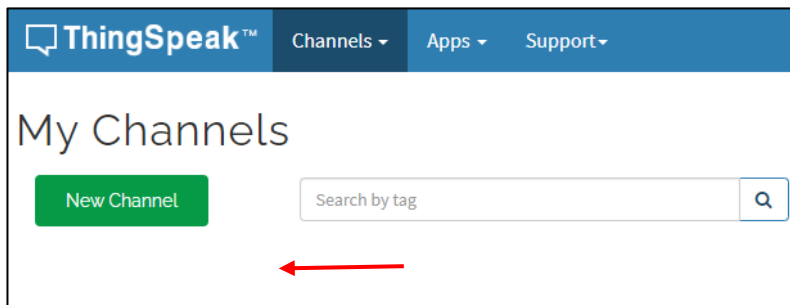 ThingSpeak™ Channels Apps Support
My Channels
New Channel Search by tag